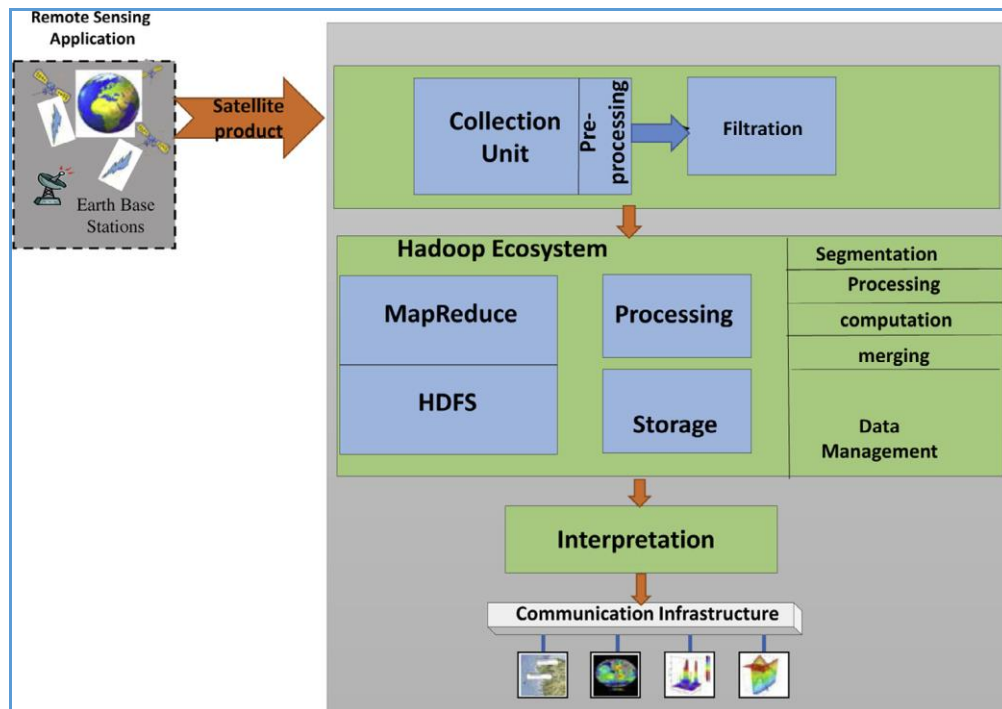 Remote Sensing
Application
Earth Base
Stations
Satellite
product
Collection
Unit
Pre-
processing
Filtration
Hadoop Ecosystem
MapReduce
HDFS
Processing
Storage
Segmentation
Processing
computation
merging
Data
Management
Interpretation
Communication Infrastructure